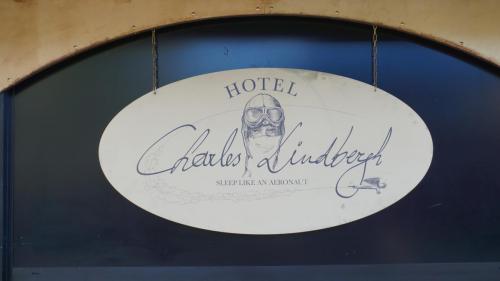 HOTEL
Charles Lindbergh
SLEEP LIKE AN AERONAUT